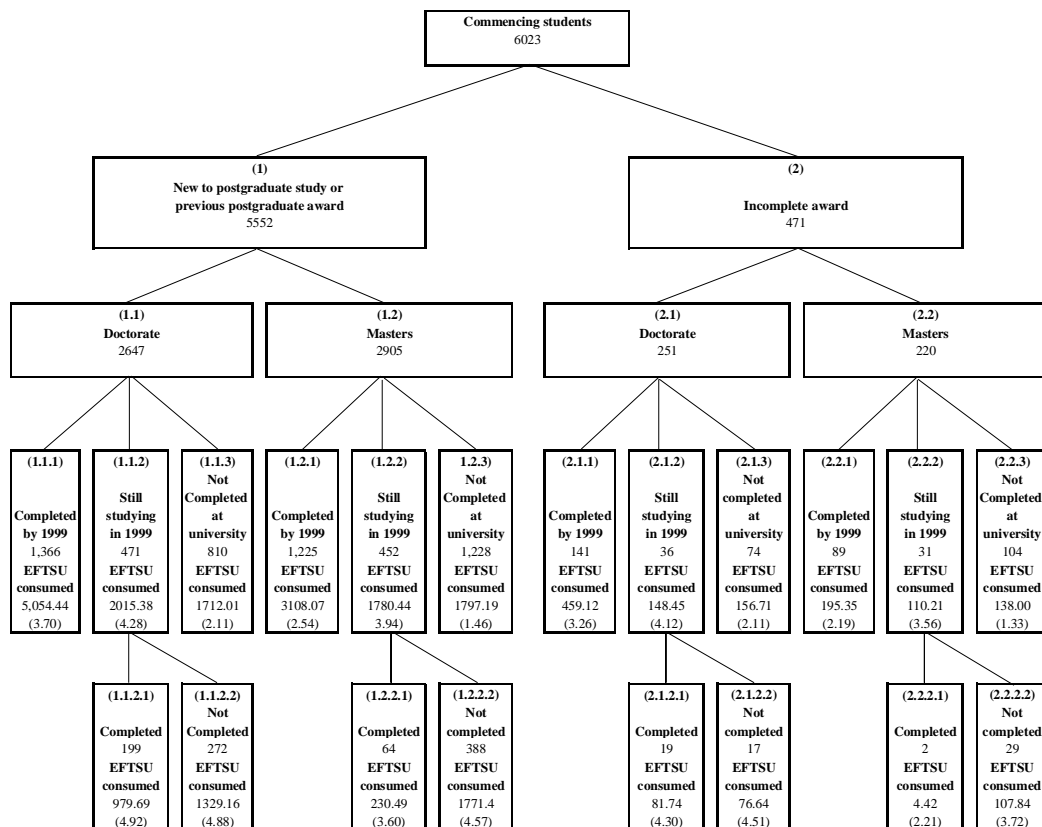 Commencing students
6023
(1)
New to postgraduate study or
previous postgraduate award
5552
(2)
Incomplete award
471
(1.1)
Doctorate
2647
(1.2)
Masters
2905
(2.1)
Doctorate
251
(2.2)
Masters
220
(1.1.1)
Completed
by 1999
1,366
EFTSU
consumed
5,054.44
(3.70)
(1.1.2)
Still
studying
in 1999
471
EFTSU
consumed
2015.38
(4.28)
(1.1.3)
Not
Completed
at
university
810
EFTSU
consumed
1712.01
(2.11)
(1.2.1)
Completed
by 1999
1,225
EFTSU
consumed
3108.07
(2.54)
(1.2.2)
Still
studying
in 1999
452
EFTSU
consumed
1780.44
3.94)
1.2.3)
Not
Completed
at
university
1,228
EFTSU
consumed
1797.19
(1.46)
(2.1.1)
Completed
by 1999
141
EFTSU
consumed
459.12
(3.26)
(2.1.2)
Still
studying
in 1999
36
EFTSU
consumed
148.45
(4.12)
(2.1.3)
Not
completed
at
university
74
EFTSU
consumed
156.71
(2.11)
(2.2.1)
Completed
by 1999
89
EFTSU
consumed
195.35
(2.19)
(2.2.2)
Still
studying
in 1999
31
EFTSU
consumed
110.21
(3.56)
(2.2.3)
Not
Completed
at
university
104
EFTSU
consumed
138.00
(1.33)
(1.1.2.1)
Completed
199
EFTSU
consumed
979.69
(4.92)
(1.1.2.2)
Not
Completed
272
EFTSU
consumed
1329.16
(4.88)
(1.2.2.1)
Completed
64
EFTSU
consumed
230.49
(3.60)
(1.2.2.2)
Not
completed
388
EFTSU
consumed
1771.4
(4.57)
(2.1.2.1)
Completed
19
EFTSU
consumed
81.74
(4.30)
(2.1.2.2)
Not
completed
17
EFTSU
consumed
76.64
(4.51)
(2.2.2.1)
Completed
2
EFTSU
consumed
4.42
(2.21)
(2.2.2.2)
Not
completed
29
EFTSU
consumed
107.84
(3.72)